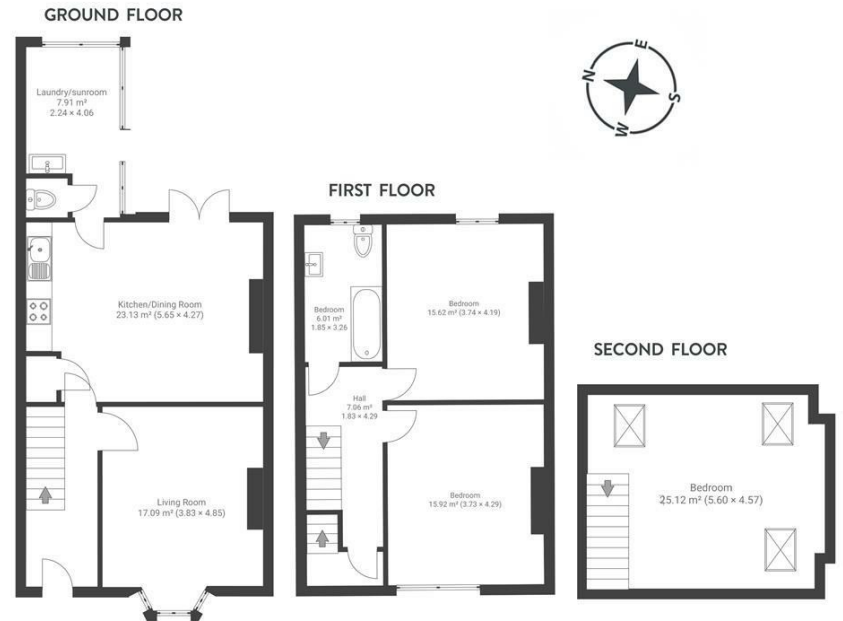 GROUND FLOOR
Laundry/sunroom
7.91 m²
2.24 × 4.06
Kitchen/Dining Room
23.13 m² (5.65 × 4.27)
Living Room
17.09 m² (3.83 × 4.85)
FIRST FLOOR
Bedroom
6.01 m²
1.85 × 3.26
Bedroom
15.62 m² (3.74 × 4.19)
Hall
7.06 m²
1.83 × 4.29
Bedroom
15.92 m² (3.73 × 4.29)
N
E
S
W
SECOND FLOOR
Bedroom
25.12 m² (5.60 × 4.57)